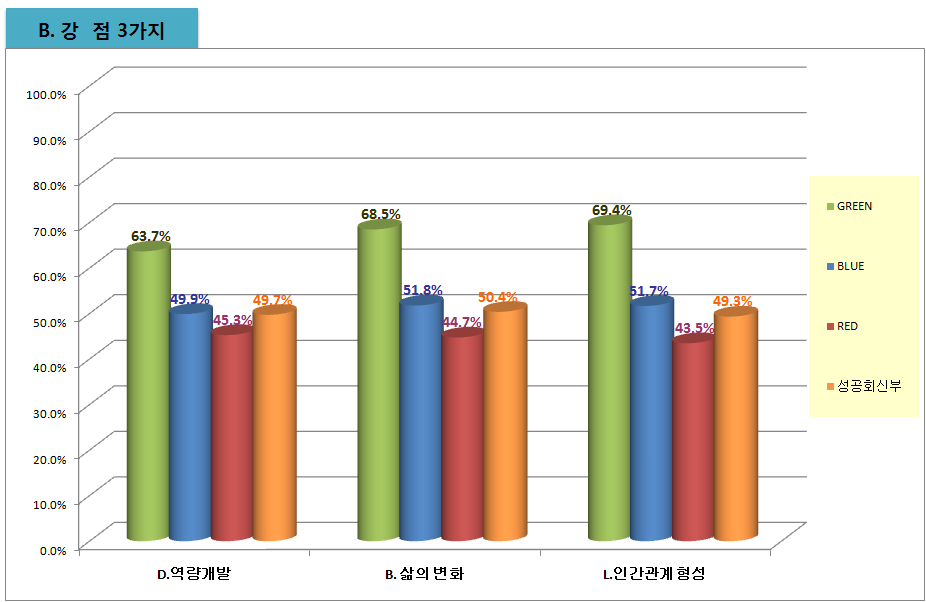 B. 강 점 3가지
100.0%
90.0%
80.0%
70.0%
60.0%
50.0%
40.0%
30.0%
20.0%
10.0%
0.0%
63.7%
49.9%
45.3%
49.7%
68.5%
51.8%
44.7%
50.4%
69.4%
51.7%
43.5%
49.3%
D.역량개발
B. 삶의 변화
L.인간관계 형성
GREEN
BLUE
RED
성공회신부